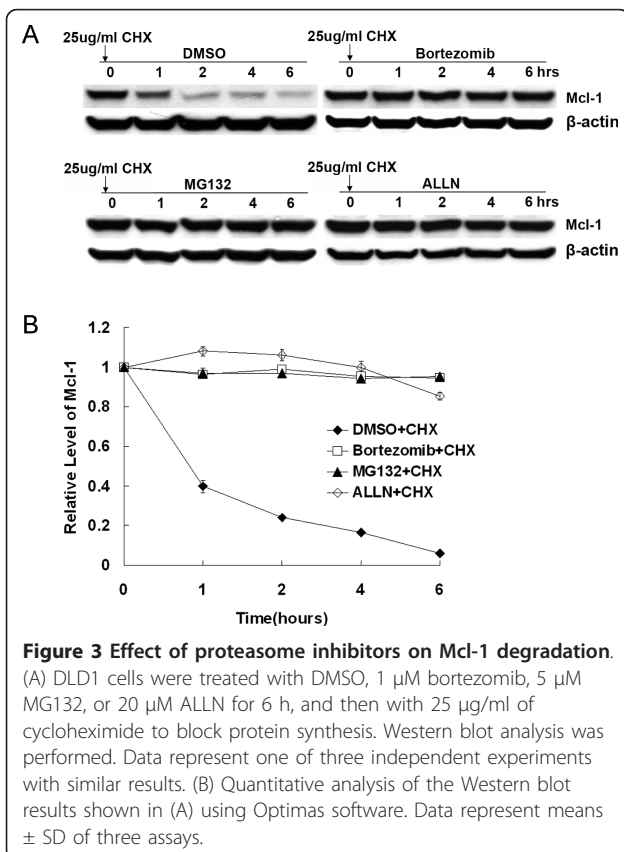 A
25ug/ml CHX
DMSO
0 1 2 4 6
25ug/ml CHX
Bortezomib
0 1 2 4 6 hrs
Mcl-1
β-actin
25ug/ml CHX
MG132
0 1 2 4 6
25ug/ml CHX
ALLN
0 1 2 4 6 hrs
Mcl-1
β-actin
B
Relative Level of Mcl-1
1.2
1
0.8
0.6
0.4
0.2
0
DMSO+CHX
Bortezomib+CHX
MG132+CHX
ALLN+CHX
0 1 2 4 6
Time(hours)
Figure 3 Effect of proteasome inhibitors on Mcl-1 degradation.
(A) DLD1 cells were treated with DMSO, 1 μM bortezomib, 5 μM
MG132, or 20 μM ALLN for 6 h, and then with 25 μg/ml of
cycloheximide to block protein synthesis. Western blot analysis was
performed. Data represent one of three independent experiments
with similar results. (B) Quantitative analysis of the Western blot
results shown in (A) using Optimas software. Data represent means
± SD of three assays.